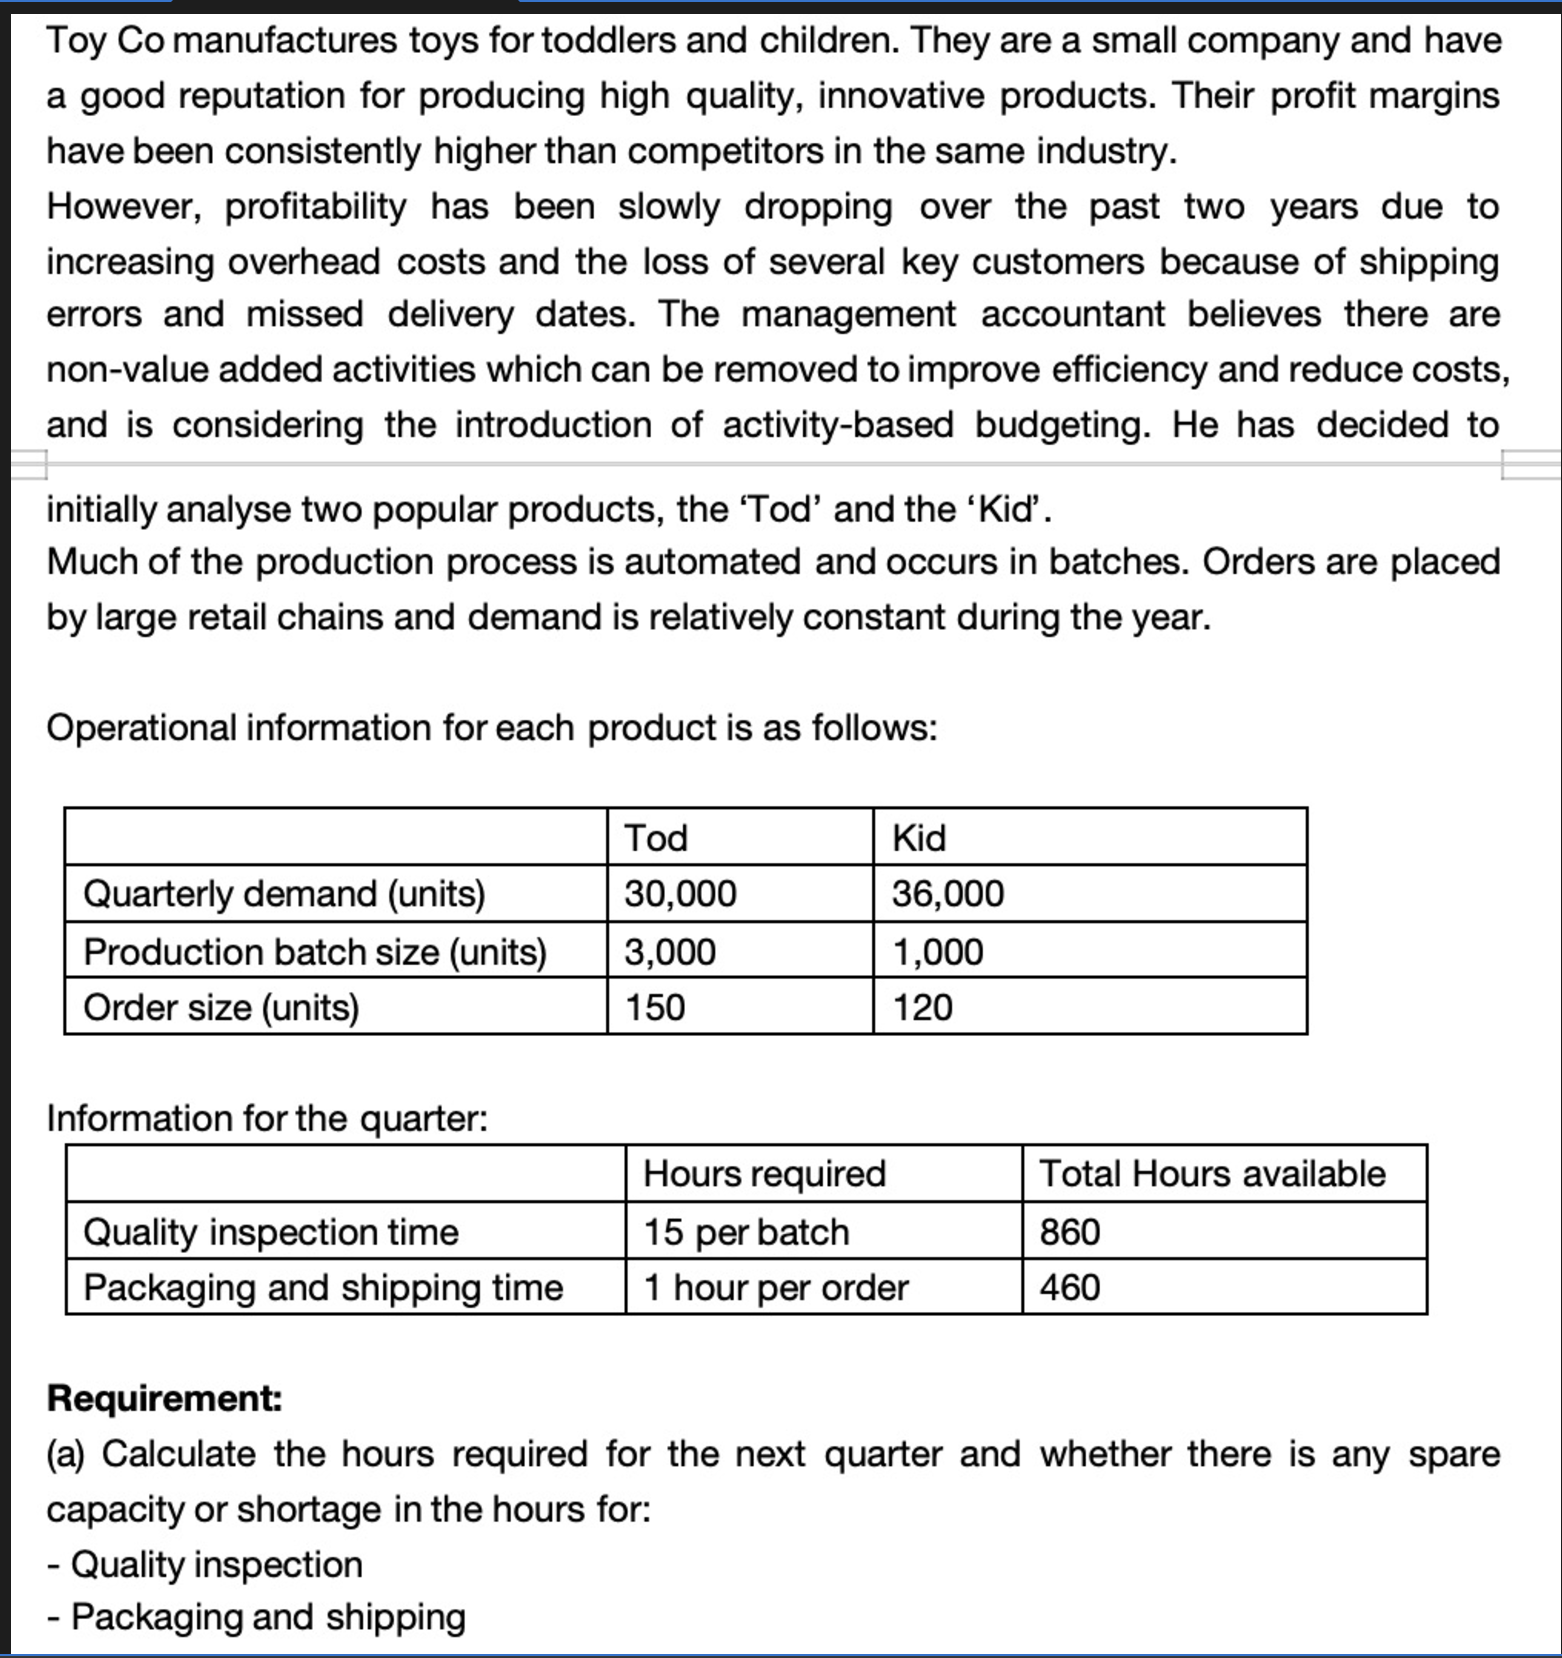 Toy Co manufactures toys for toddlers and children. They are a small company and have
a good reputation for producing high quality, innovative products. Their profit margins
have been consistently higher than competitors in the same industry.
However, profitability has been slowly dropping over the past two years due to
increasing overhead costs and the loss of several key customers because of shipping
errors and missed delivery dates. The management accountant believes there are
non-value added activities which can be removed to improve efficiency and reduce costs,
and is considering the introduction of activity-based budgeting. He has decided to
initially analyse two popular products, the ‘Tod’ and the ‘Kid’.
Much of the production process is automated and occurs in batches. Orders are placed
by large retail chains and demand is relatively constant during the year.
Operational information for each product is as follows:
Tod Kid
Quarterly demand (units) 30,000 36,000
Production batch size (units) 3,000 1,000
Order size (units) 150 120
Information for the quarter:
Hours required Total Hours available
Quality inspection time 15 per batch 860
Packaging and shipping time 1 hour per order 460
Requirement:
(a) Calculate the hours required for the next quarter and whether there is any spare
capacity or shortage in the hours for:
- Quality inspection
- Packaging and shipping